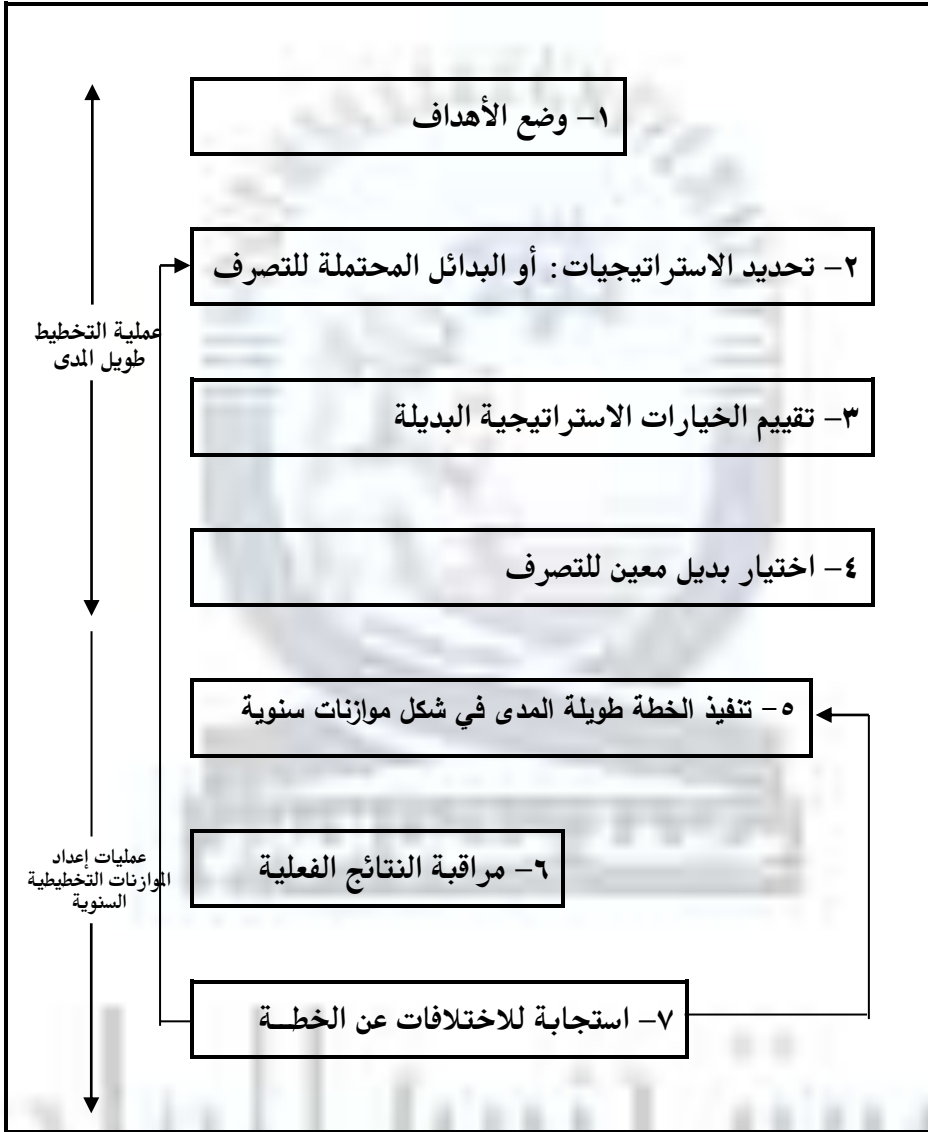 ١- وضع الأهداف
٢- تحديد الاستراتيجيات: أو البدائل المحتملة للتصرف
عملية التخطيط
طويل المدى
٣- تقييم الخيارات الاستراتيجية البديلة
٤- اختيار بديل معين للتصرف
٥- تنفيذ الخطة طويلة المدى في شكل موازنات سنوية
عمليات إعداد
الموازنات التخطيطية
السنوية
٦- مراقبة النتائج الفعلية
٧- استجابة للاختلافات عن الخطــة